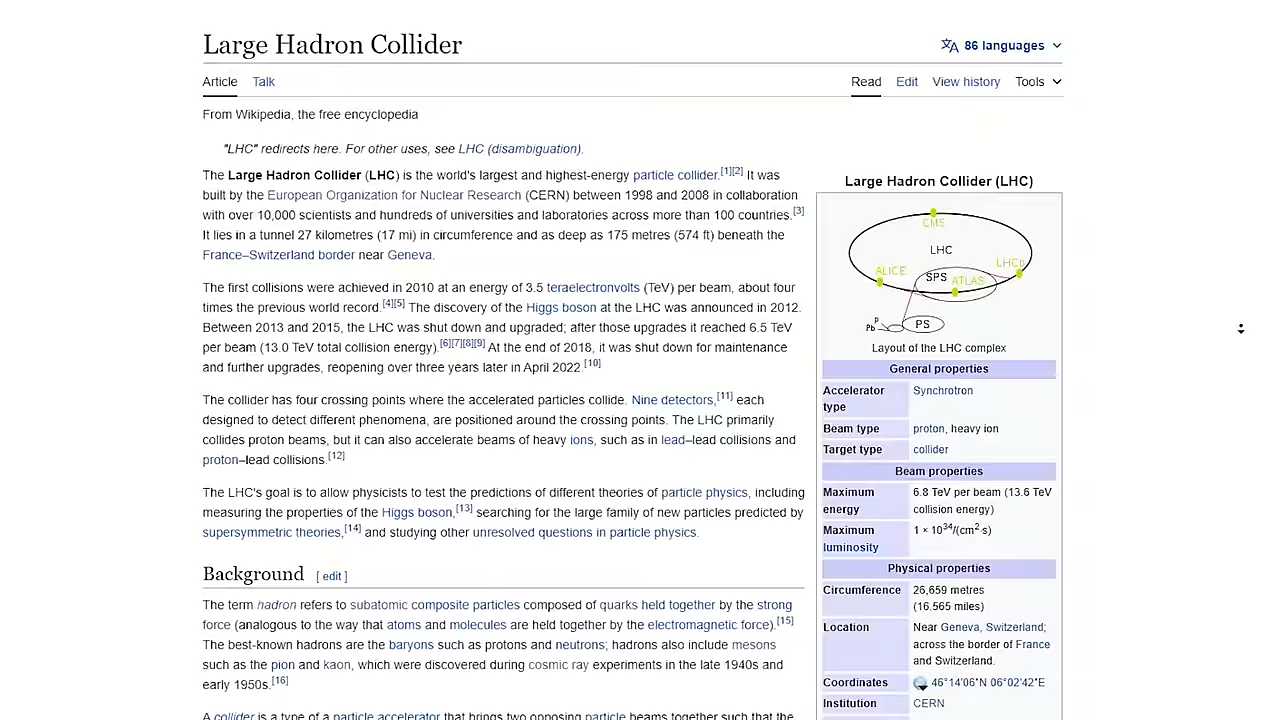 Large Hadron Collider
86 languages
Article Talk
Read Edit View history Tools
From Wikipedia, the free encyclopedia
"LHC" redirects here. For other uses, see LHC (disambiguation).
The Large Hadron Collider (LHC) is the world's largest and highest-energy particle collider.[1][2] It was
built by the European Organization for Nuclear Research (CERN) between 1998 and 2008 in collaboration
with over 10,000 scientists and hundreds of universities and laboratories across more than 100 countries.[3]
It lies in a tunnel 27 kilometres (17 mi) in circumference and as deep as 175 metres (574 ft) beneath the
France–Switzerland border near Geneva.
The first collisions were achieved in 2010 at an energy of 3.5 teraelectronvolts (TeV) per beam, about four
times the previous world record.[4][5] The discovery of the Higgs boson at the LHC was announced in 2012.
Between 2013 and 2015, the LHC was shut down and upgraded; after those upgrades it reached 6.5 TeV
per beam (13.0 TeV total collision energy).[6][7][8][9] At the end of 2018, it was shut down for maintenance
and further upgrades, reopening over three years later in April 2022.[10]
The collider has four crossing points where the accelerated particles collide. Nine detectors,[11] each
designed to detect different phenomena, are positioned around the crossing points. The LHC primarily
collides proton beams, but it can also accelerate beams of heavy ions, such as in lead–lead collisions and
proton–lead collisions.[12]
The LHC's goal is to allow physicists to test the predictions of different theories of particle physics, including
measuring the properties of the Higgs boson,[13] searching for the large family of new particles predicted by
supersymmetric theories,[14] and studying other unresolved questions in particle physics.
Background [ edit ]
The term hadron refers to subatomic composite particles composed of quarks held together by the strong
force (analogous to the way that atoms and molecules are held together by the electromagnetic force).[15]
The best-known hadrons are the baryons such as protons and neutrons; hadrons also include mesons
such as the pion and kaon, which were discovered during cosmic ray experiments in the late 1940s and
early 1950s.[16]
A collider is a type of a particle accelerator that brings two opposing particle beams together such that the
Large Hadron Collider (LHC)
CMS
LHC
ALICE
LHCb
SPS
ATLAS
p
Pb
PS
Layout of the LHC complex
General properties
Accelerator type Synchrotron
Beam type proton, heavy ion
Target type collider
Beam properties
Maximum energy 6.8 TeV per beam (13.6 TeV collision energy)
Maximum luminosity 1 × 10³⁴/(cm²·s)
Physical properties
Circumference 26,659 metres (16.565 miles)
Location Near Geneva, Switzerland; across the border of France and Switzerland.
Coordinates 46°14′06″N 06°02′42″E
Institution CERN